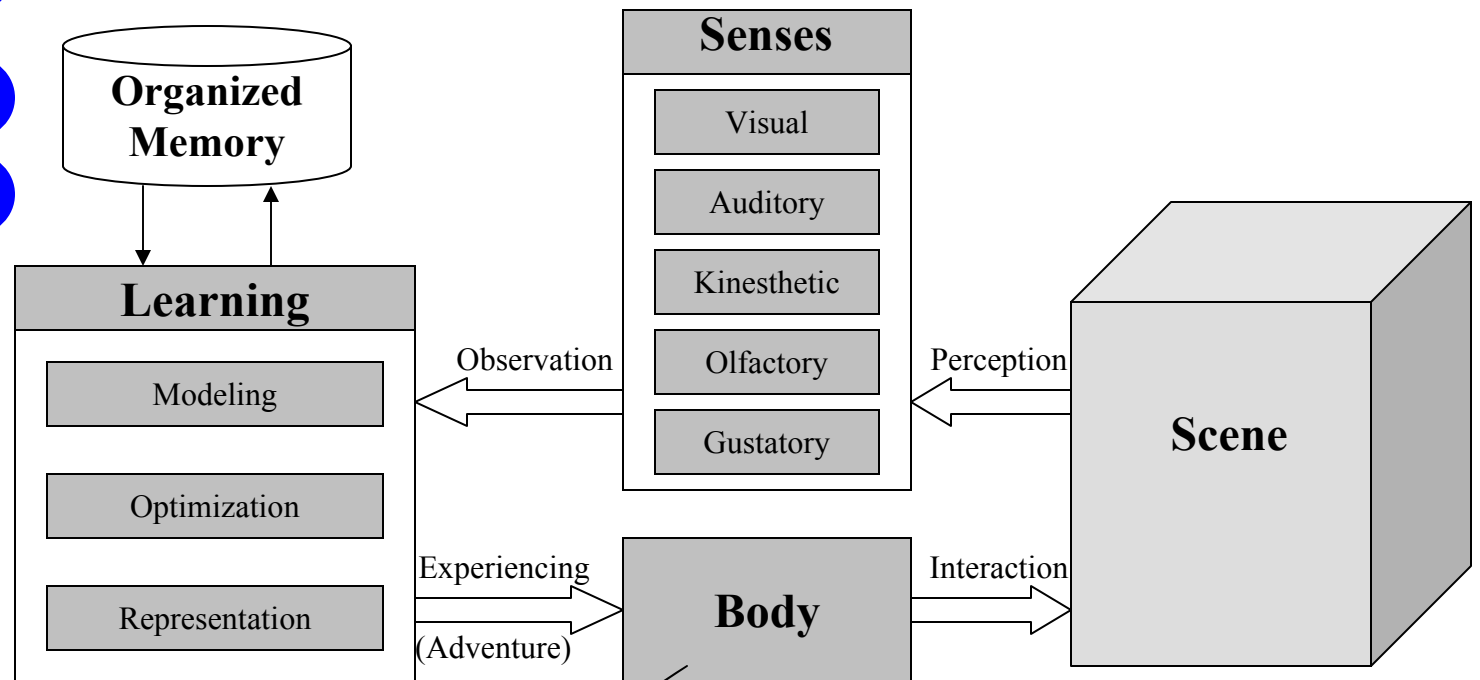 Organized
Memory
Learning
Modeling
Optimization
Representation
Observation
Experiencing
(Adventure)
Senses
Visual
Auditory
Kinesthetic
Olfactory
Gustatory
Body
Perception
Interaction
Scene